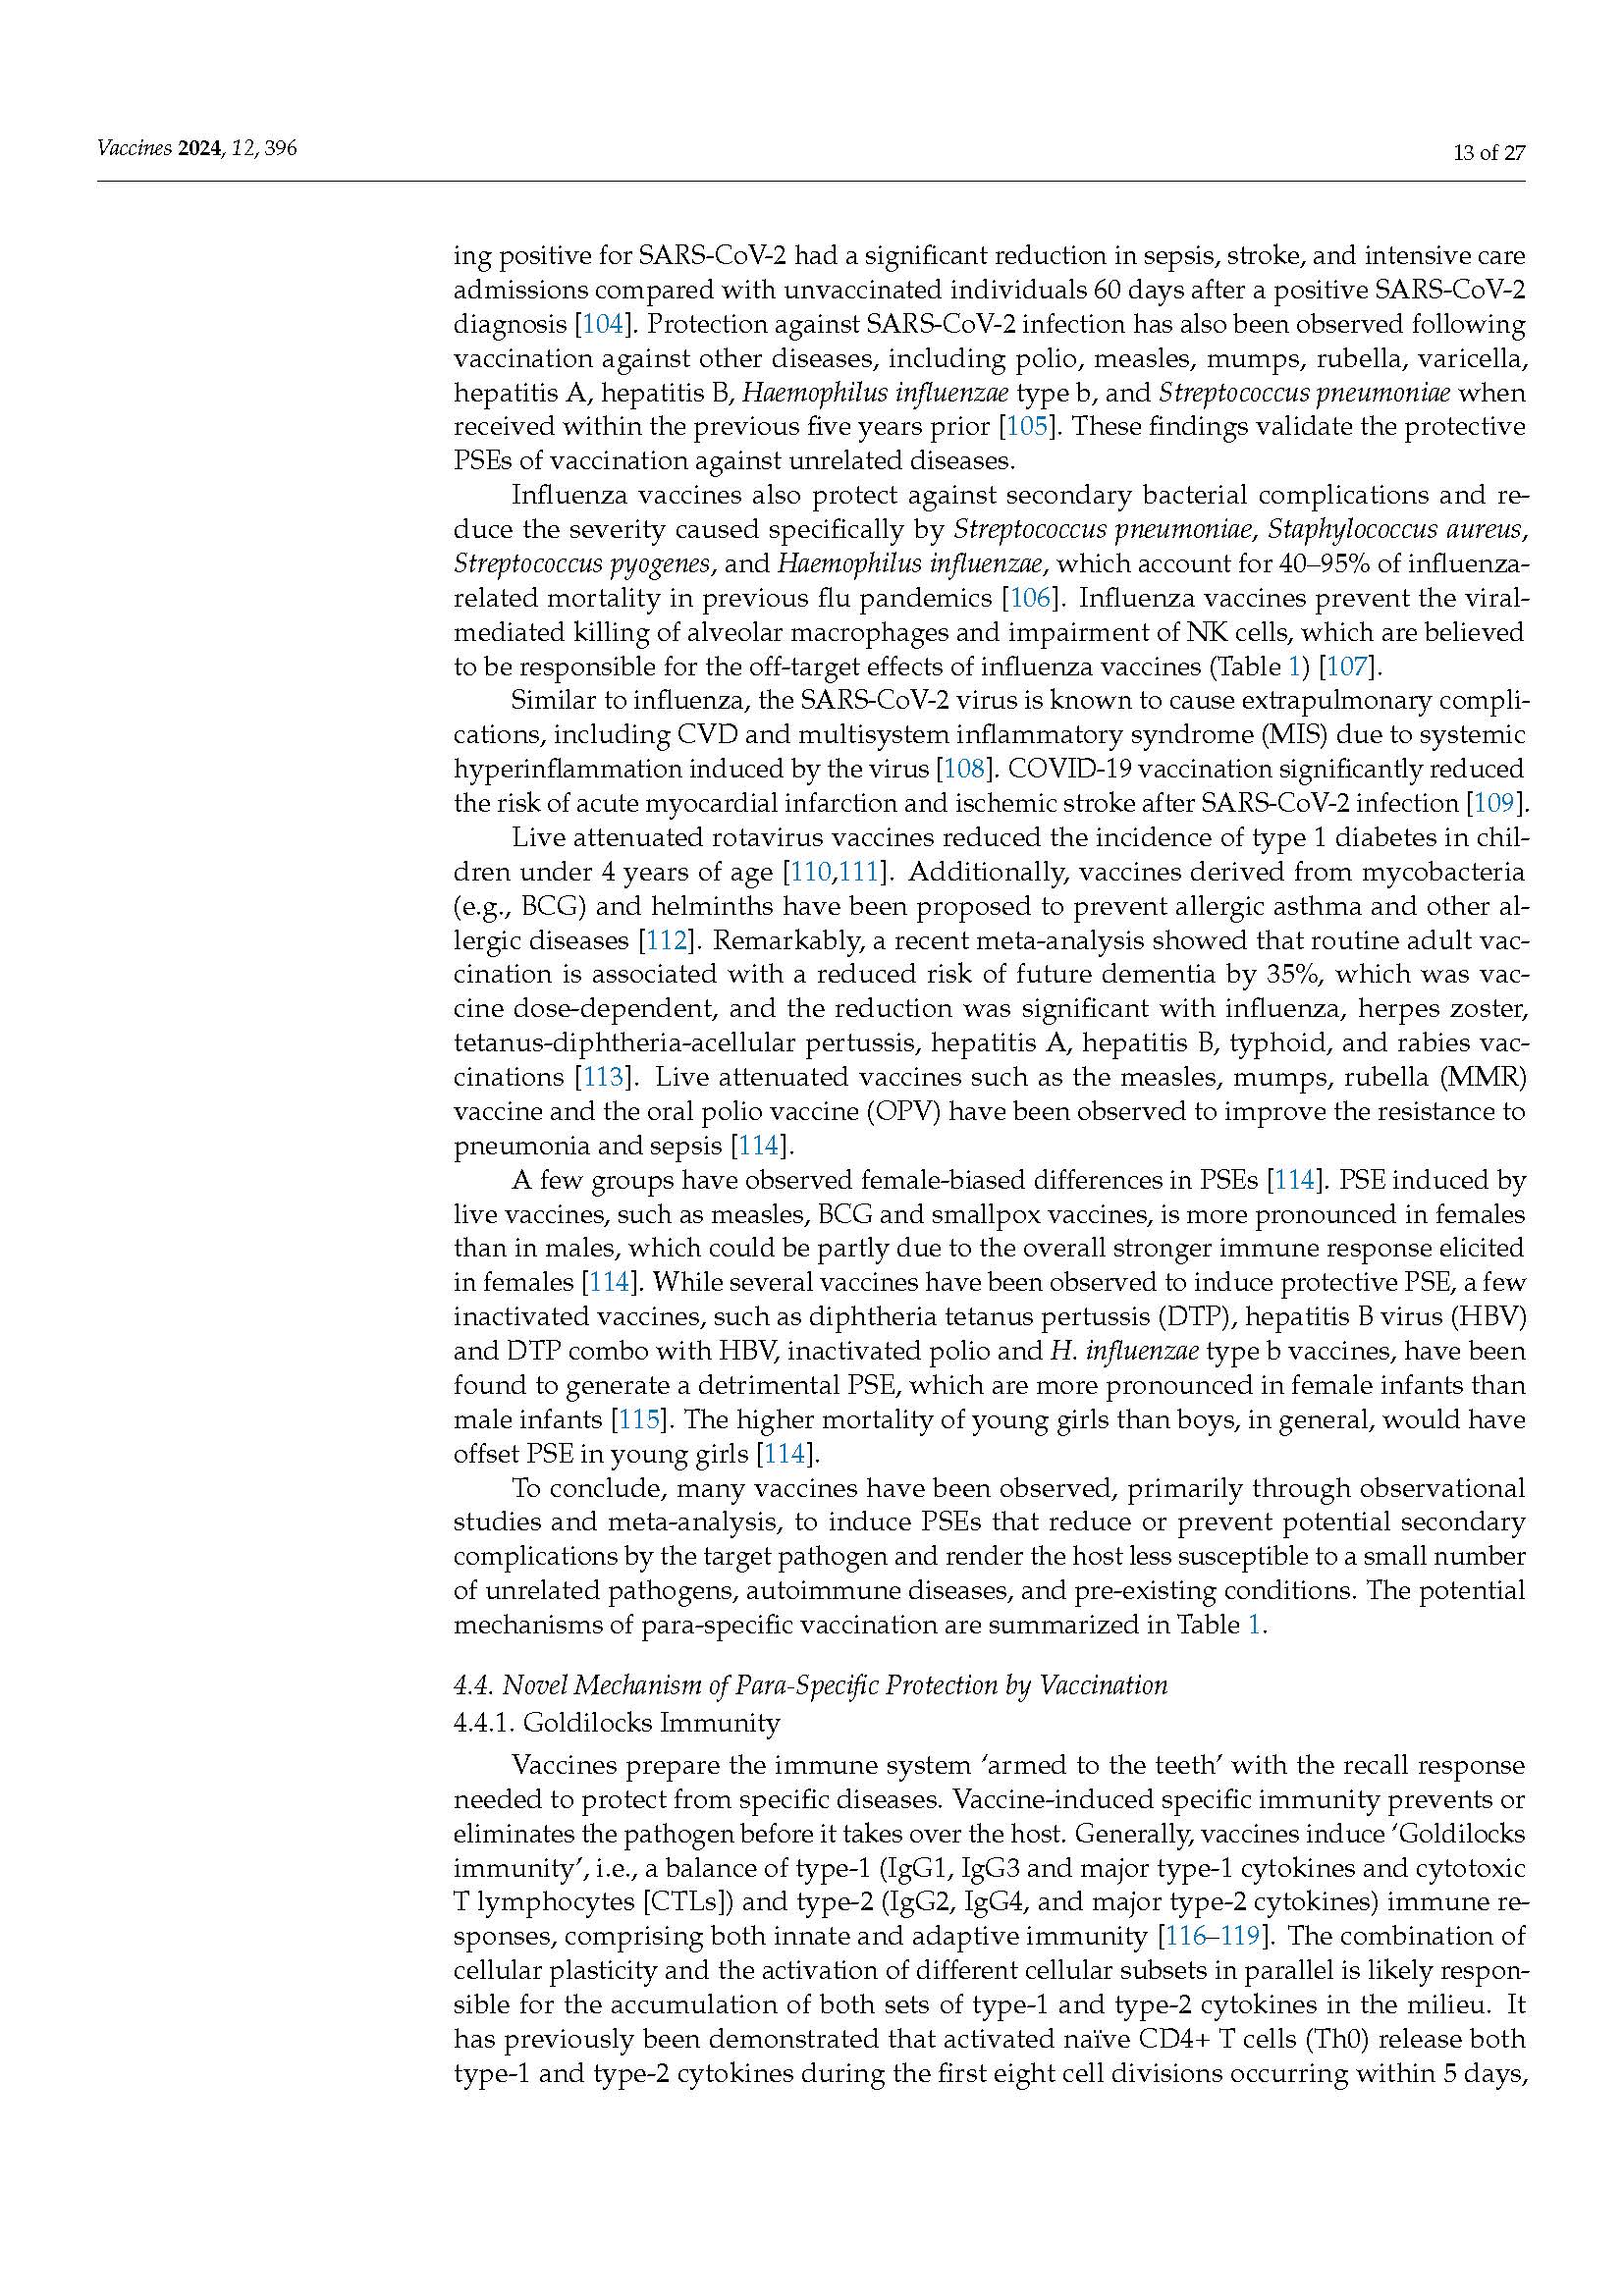 Vaccines 2024, 12, 396
13 of 27
ing positive for SARS-CoV-2 had a significant reduction in sepsis, stroke, and intensive care
admissions compared with unvaccinated individuals 60 days after a positive SARS-CoV-2
diagnosis [104]. Protection against SARS-CoV-2 infection has also been observed following
vaccination against other diseases, including polio, measles, mumps, rubella, varicella,
hepatitis A, hepatitis B, Haemophilus influenzae type b, and Streptococcus pneumoniae when
received within the previous five years prior [105]. These findings validate the protective
PSEs of vaccination against unrelated diseases.
Influenza vaccines also protect against secondary bacterial complications and re-
duce the severity caused specifically by Streptococcus pneumoniae, Staphylococcus aureus,
Streptococcus pyogenes, and Haemophilus influenzae, which account for 40–95% of influenza-
related mortality in previous flu pandemics [106]. Influenza vaccines prevent the viral-
mediated killing of alveolar macrophages and impairment of NK cells, which are believed
to be responsible for the off-target effects of influenza vaccines (Table 1) [107].
Similar to influenza, the SARS-CoV-2 virus is known to cause extrapulmonary compli-
cations, including CVD and multisystem inflammatory syndrome (MIS) due to systemic
hyperinflammation induced by the virus [108]. COVID-19 vaccination significantly reduced
the risk of acute myocardial infarction and ischemic stroke after SARS-CoV-2 infection [109].
Live attenuated rotavirus vaccines reduced the incidence of type 1 diabetes in chil-
dren under 4 years of age [110,111]. Additionally, vaccines derived from mycobacteria
(e.g., BCG) and helminths have been proposed to prevent allergic asthma and other al-
lergic diseases [112]. Remarkably, a recent meta-analysis showed that routine adult vac-
cination is associated with a reduced risk of future dementia by 35%, which was vac-
cine dose-dependent, and the reduction was significant with influenza, herpes zoster,
tetanus-diphtheria-acellular pertussis, hepatitis A, hepatitis B, typhoid, and rabies vac-
cinations [113]. Live attenuated vaccines such as the measles, mumps, rubella (MMR)
vaccine and the oral polio vaccine (OPV) have been observed to improve the resistance to
pneumonia and sepsis [114].
A few groups have observed female-biased differences in PSEs [114]. PSE induced by
live vaccines, such as measles, BCG and smallpox vaccines, is more pronounced in females
than in males, which could be partly due to the overall stronger immune response elicited
in females [114]. While several vaccines have been observed to induce protective PSE, a few
inactivated vaccines, such as diphtheria tetanus pertussis (DTP), hepatitis B virus (HBV)
and DTP combo with HBV, inactivated polio and H. influenzae type b vaccines, have been
found to generate a detrimental PSE, which are more pronounced in female infants than
male infants [115]. The higher mortality of young girls than boys, in general, would have
offset PSE in young girls [114].
To conclude, many vaccines have been observed, primarily through observational
studies and meta-analysis, to induce PSEs that reduce or prevent potential secondary
complications by the target pathogen and render the host less susceptible to a small number
of unrelated pathogens, autoimmune diseases, and pre-existing conditions. The potential
mechanisms of para-specific vaccination are summarized in Table 1.
4.4. Novel Mechanism of Para-Specific Protection by Vaccination
4.4.1. Goldilocks Immunity
Vaccines prepare the immune system ‘armed to the teeth’ with the recall response
needed to protect from specific diseases. Vaccine-induced specific immunity prevents or
eliminates the pathogen before it takes over the host. Generally, vaccines induce ‘Goldilocks
immunity’, i.e., a balance of type-1 (IgG1, IgG3 and major type-1 cytokines and cytotoxic
T lymphocytes [CTLs]) and type-2 (IgG2, IgG4, and major type-2 cytokines) immune re-
sponses, comprising both innate and adaptive immunity [116–119]. The combination of
cellular plasticity and the activation of different cellular subsets in parallel is likely respon-
sible for the accumulation of both sets of type-1 and type-2 cytokines in the milieu. It
has previously been demonstrated that activated naïve CD4+ T cells (Th0) release both
type-1 and type-2 cytokines during the first eight cell divisions occurring within 5 days,